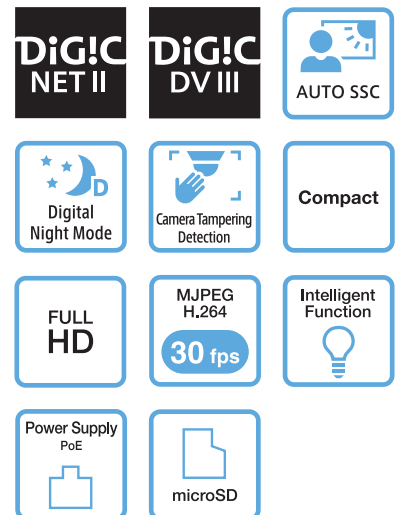 DiG!C
NET II
DiG!C
DV III
AUTO SSC
D
Digital
Night Mode
Camera Tampering
Detection
Compact
FULL
HD
MJPEG
H.264
30 fps
Intelligent
Function
Power Supply
PoE
microSD